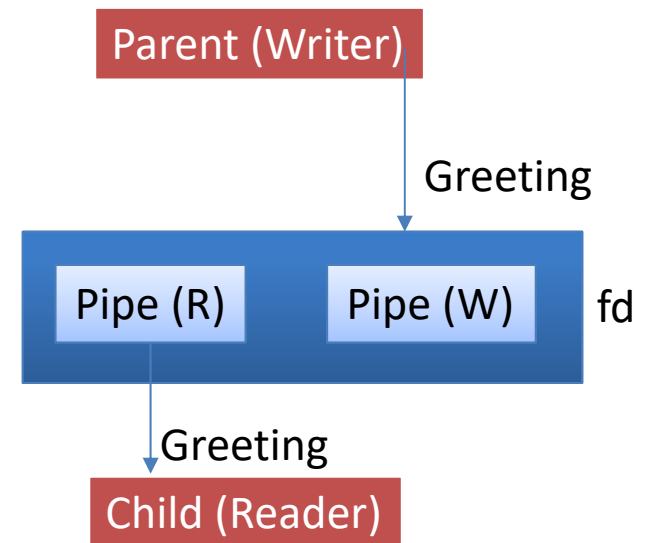 Parent (Writer)
Greeting
Pipe (R)
Pipe (W)
fd
Greeting
Child (Reader)